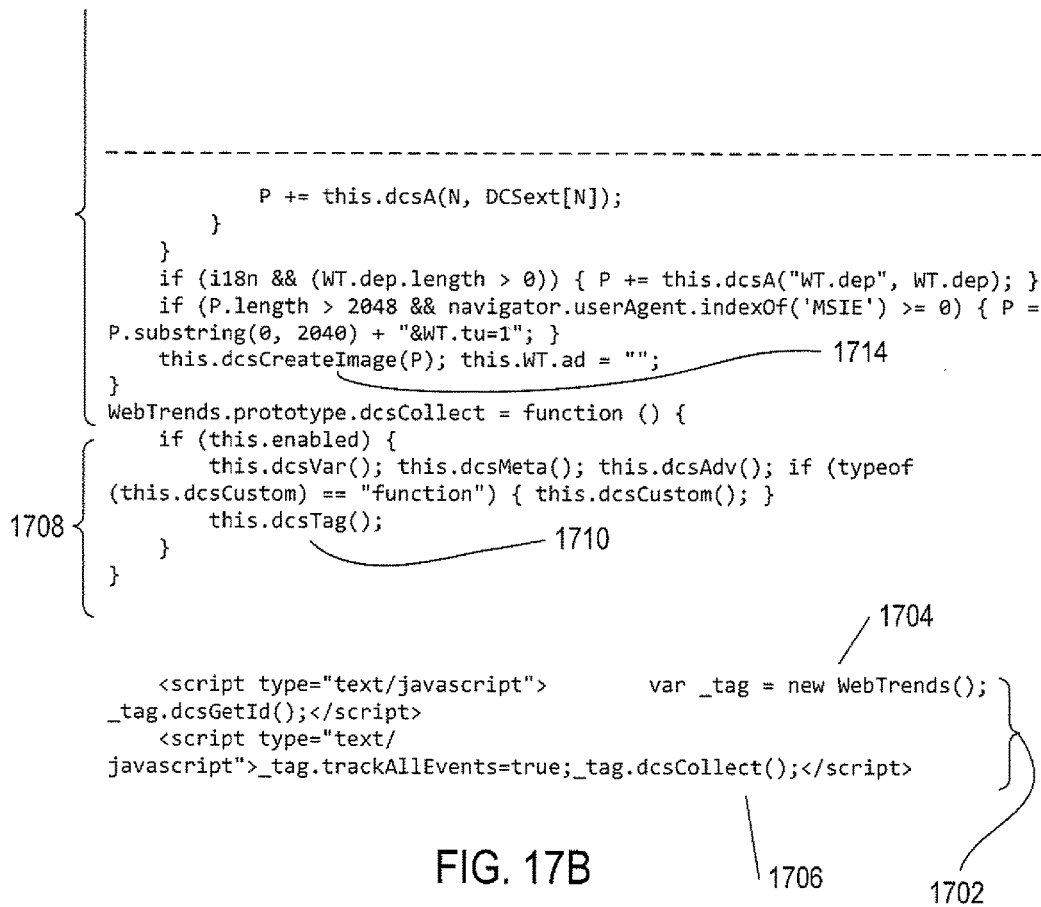 P += this.dcsA(N, DCSext[N]);
}
}
if (i18n && (WT.dep.length > 0)) { P += this.dcsA("WT.dep", WT.dep); }
if (P.length > 2048 && navigator.userAgent.indexOf('MSIE') >= 0) { P =
P.substring(0, 2040) + "&WT.tu=1"; }
this.dcsCreateImage(P); this.WT.ad = "";
1714
}
WebTrends.prototype.dcsCollect = function () {
if (this.enabled) {
this.dcsVar(); this.dcsMeta(); this.dcsAdv(); if (typeof
(this.dcsCustom) == "function") { this.dcsCustom(); }
1708
this.dcsTag();
1710
}
}
1704
<script type="text/javascript"> var _tag = new WebTrends();
_tag.dcsGetId();</script>
<script type="text/
javascript">_tag.trackAllEvents=true;_tag.dcsCollect();</script>
FIG. 17B
1706
1702